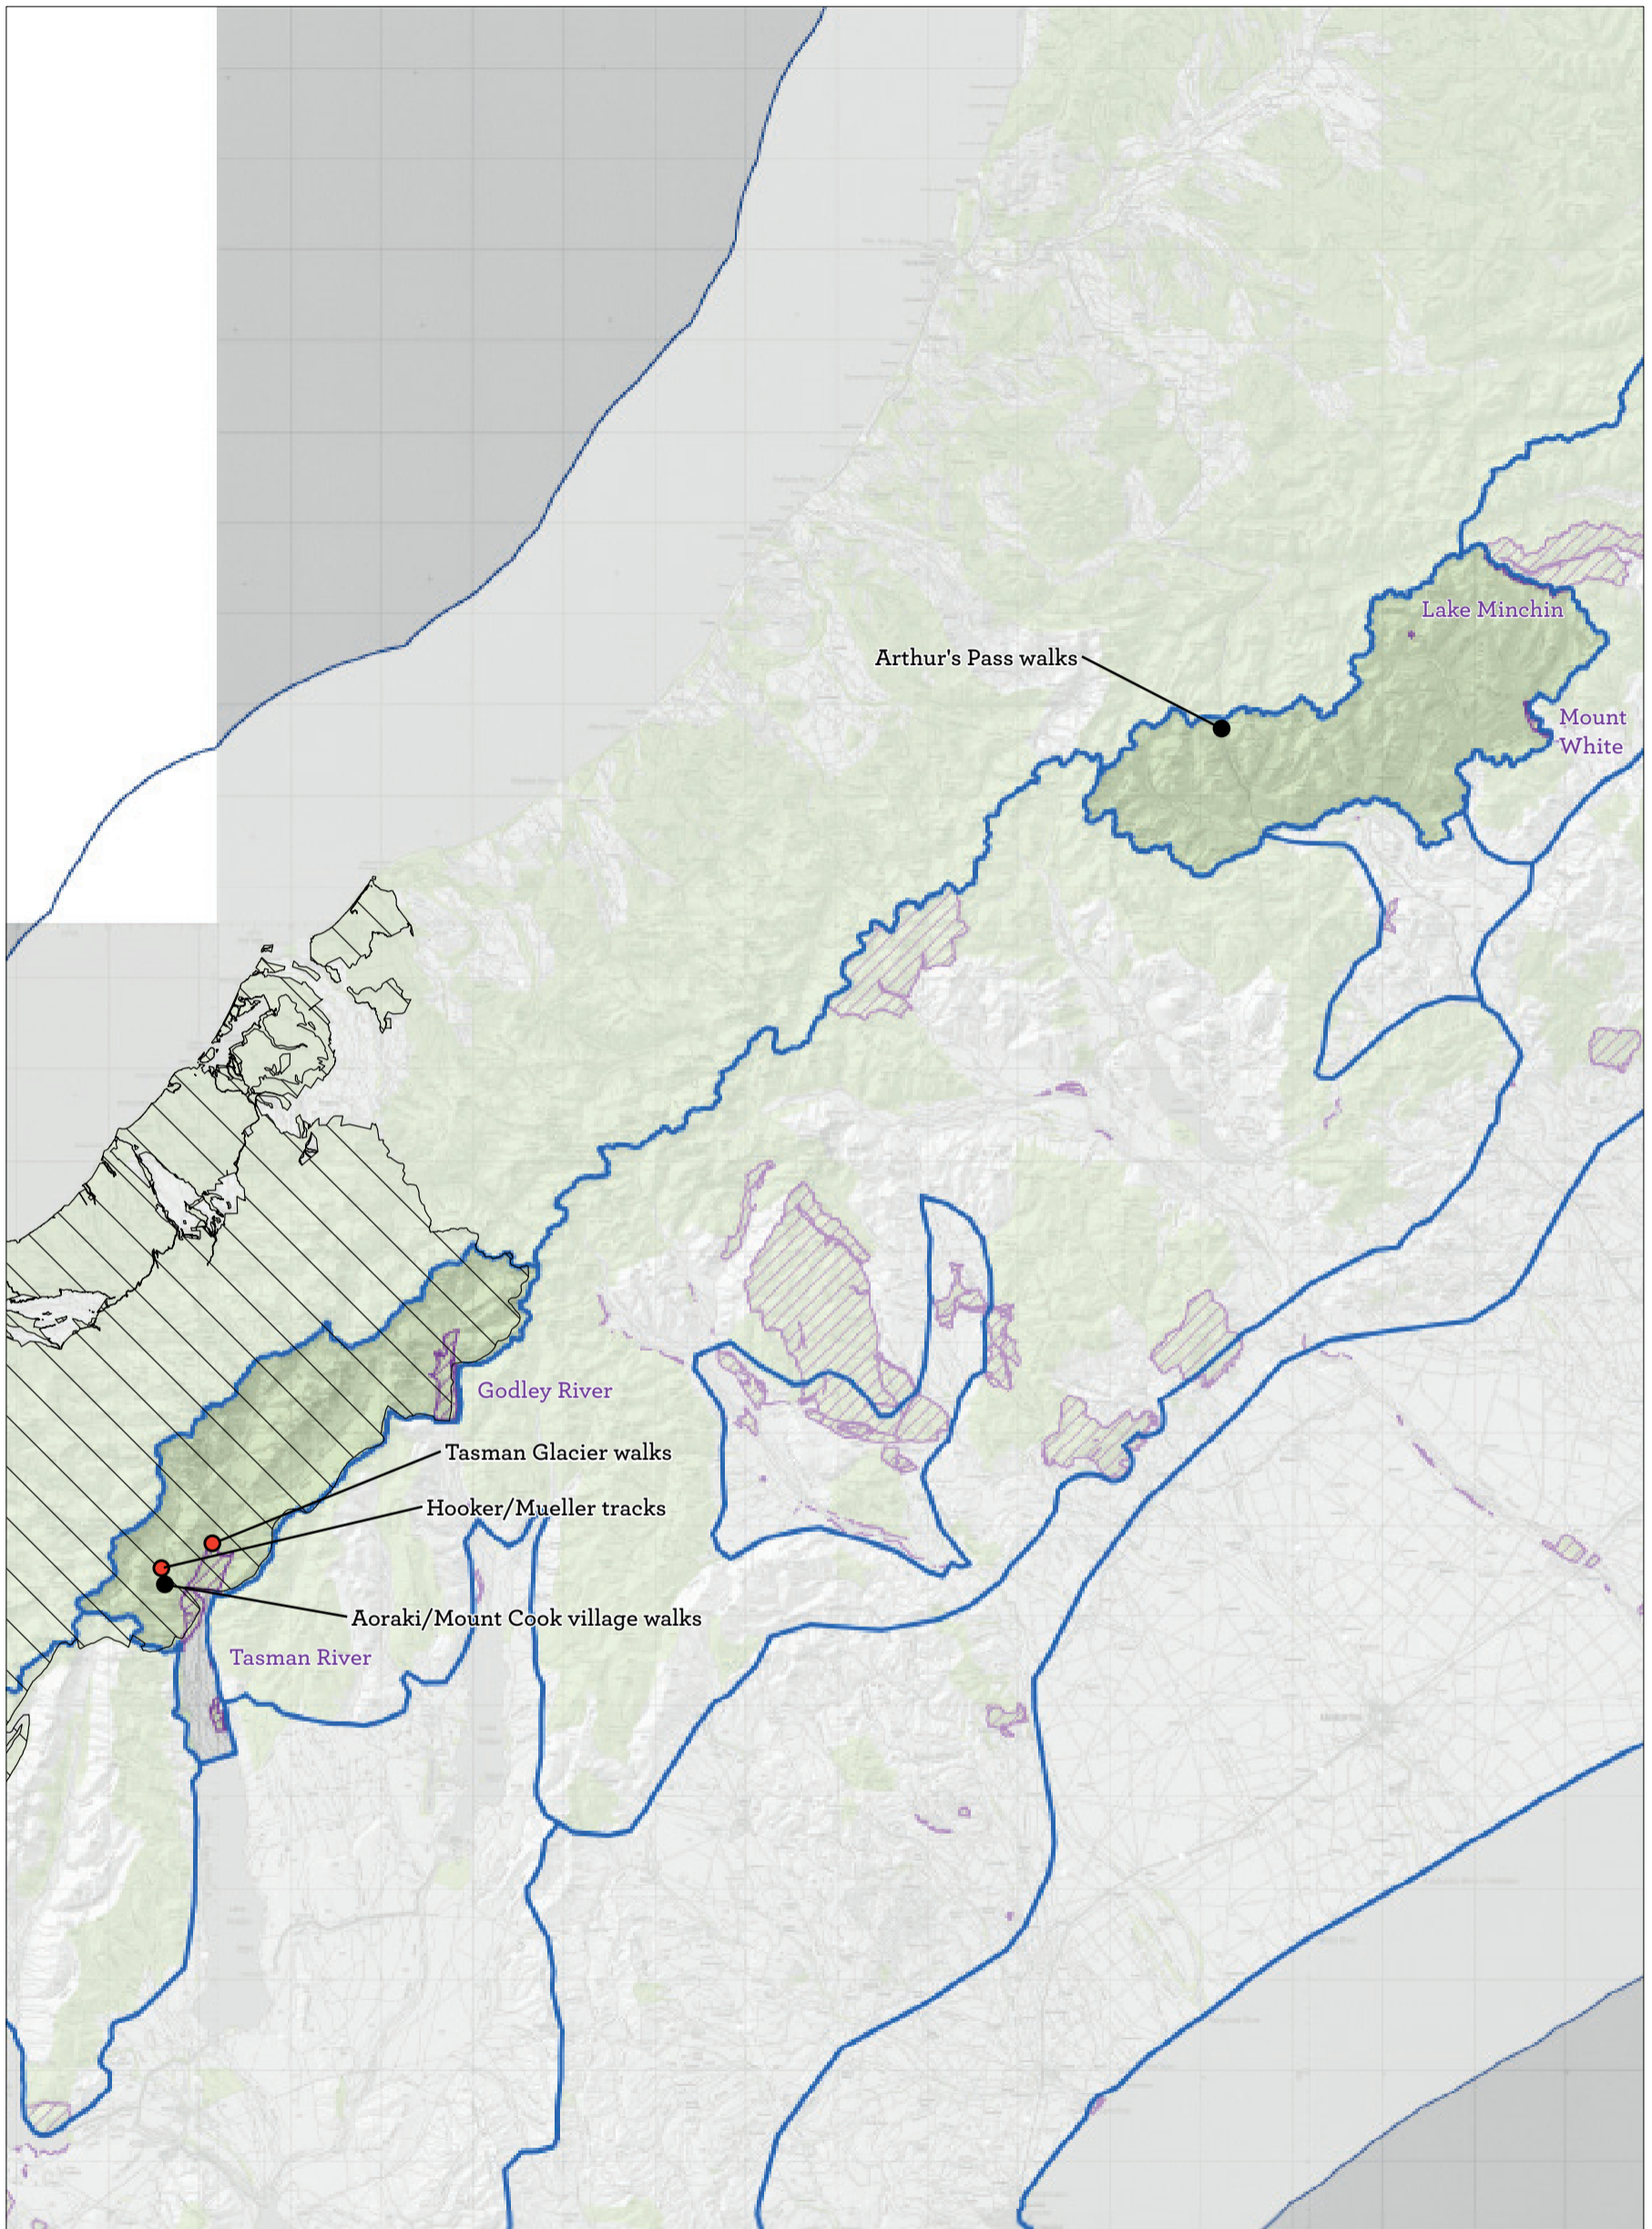 Lake Minchin
Arthur's Pass walks
Mount
White
Godley River
Tasman Glacier walks
Hooker/Mueller tracks
Aoraki/Mount Cook village walks
Tasman River